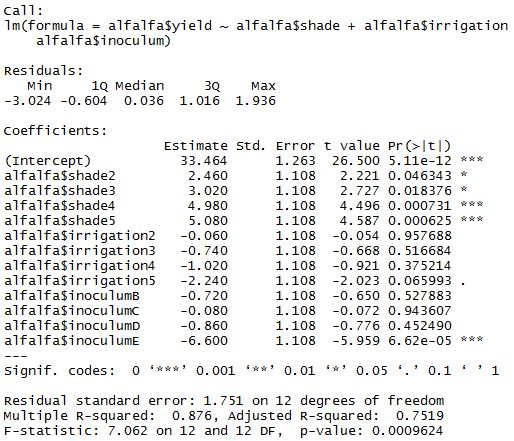 Call:
lm(formula = alfalfa$yield ~ alfalfa$shade + alfalfa$irrigation
    alfalfa$inoculum)
Residuals:
   Min     1Q Median     3Q    Max
-3.024 -0.604  0.036  1.016  1.936
Coefficients:
                    Estimate Std. Error t value Pr(>|t|)
(Intercept)           33.464      1.263  26.500 5.11e-12 ***
alfalfa$shade2         2.460      1.108   2.221 0.046343 *
alfalfa$shade3         3.020      1.108   2.727 0.018376 *
alfalfa$shade4         4.980      1.108   4.496 0.000731 ***
alfalfa$shade5         5.080      1.108   4.587 0.000625 ***
alfalfa$irrigation2   -0.060      1.108  -0.054 0.957688
alfalfa$irrigation3   -0.740      1.108  -0.668 0.516684
alfalfa$irrigation4   -1.020      1.108  -0.921 0.375214
alfalfa$irrigation5   -2.240      1.108  -2.023 0.065993 .
alfalfa$inoculumB     -0.720      1.108  -0.650 0.527883
alfalfa$inoculumC     -0.080      1.108  -0.072 0.943607
alfalfa$inoculumD     -0.860      1.108  -0.776 0.452490
alfalfa$inoculumE     -6.600      1.108  -5.959 6.62e-05 ***
---
Signif. codes:  0 ‘***’ 0.001 ‘**’ 0.01 ‘*’ 0.05 ‘.’ 0.1 ‘ ’ 1
Residual standard error: 1.751 on 12 degrees of freedom
Multiple R-squared:  0.876, Adjusted R-squared:  0.7519
F-statistic: 7.062 on 12 and 12 DF,  p-value: 0.0009624